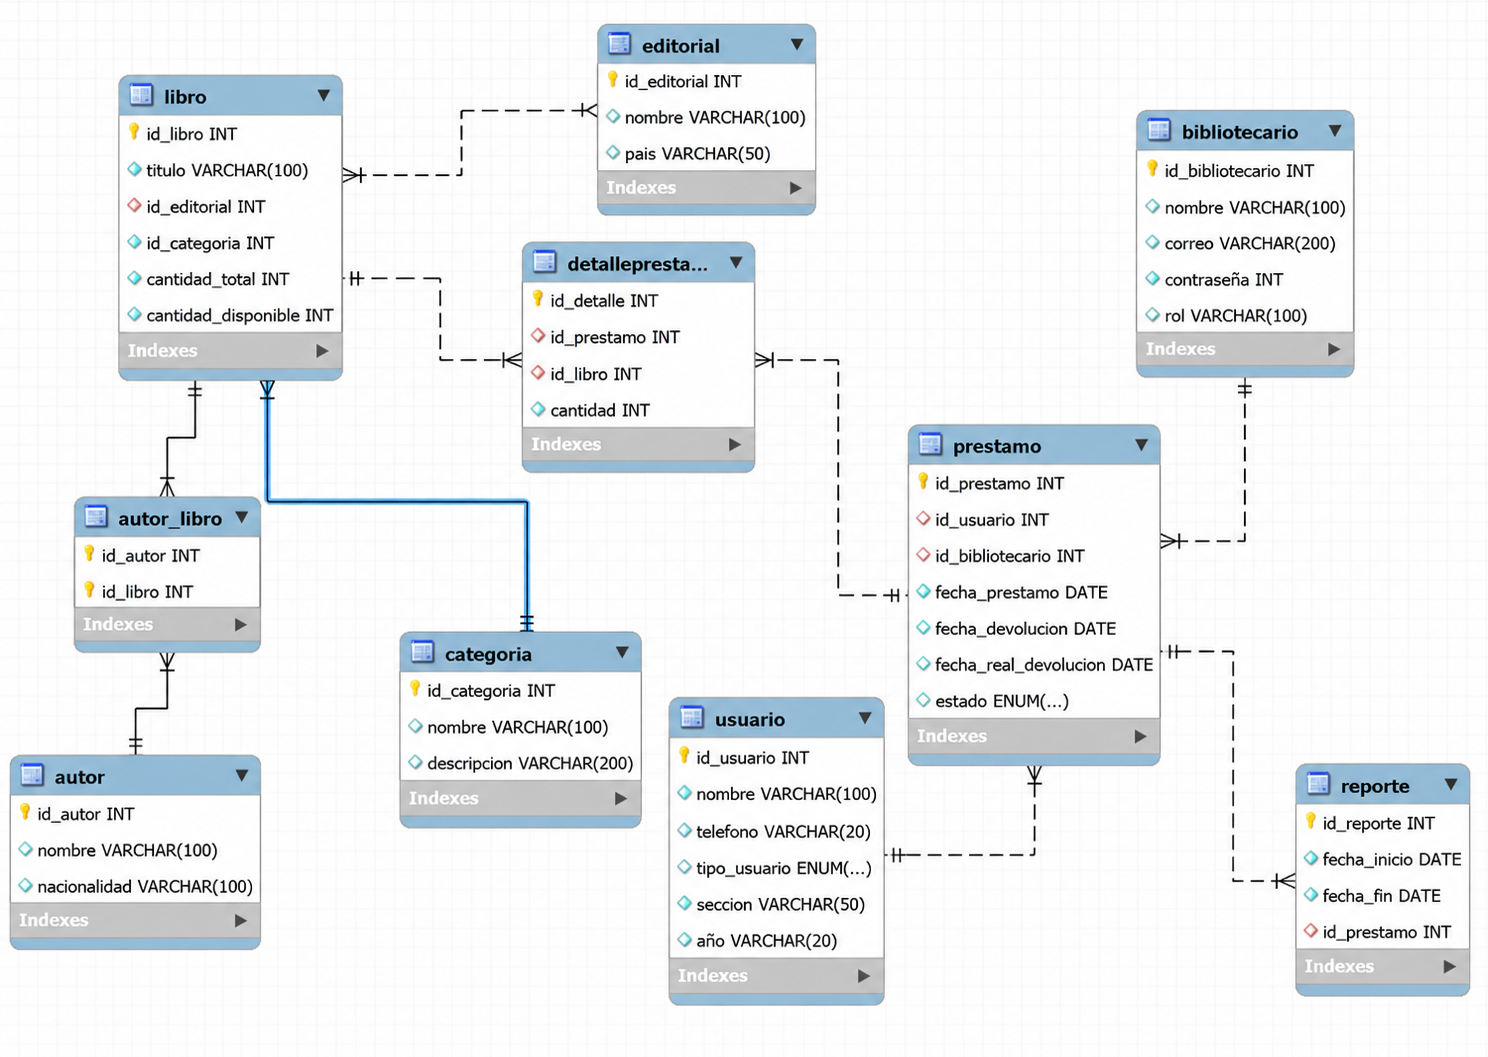 libro
id_libro INT
titulo VARCHAR(100)
id_editorial INT
id_categoria INT
cantidad_total INT
cantidad_disponible INT
Indexes
editorial
id_editorial INT
nombre VARCHAR(100)
pais VARCHAR(50)
Indexes
detallepresta...
id_detalle INT
id_prestamo INT
id_libro INT
cantidad INT
Indexes
bibliotecario
id_bibliotecario INT
nombre VARCHAR(100)
correo VARCHAR(200)
contraseña INT
rol VARCHAR(100)
Indexes
prestamo
id_prestamo INT
id_usuario INT
id_bibliotecario INT
fecha_prestamo DATE
fecha_devolucion DATE
fecha_real_devolucion DATE
estado ENUM(...)
Indexes
autor_libro
id_autor INT
id_libro INT
Indexes
categoria
id_categoria INT
nombre VARCHAR(100)
descripcion VARCHAR(200)
Indexes
usuario
id_usuario INT
nombre VARCHAR(100)
telefono VARCHAR(20)
tipo_usuario ENUM(...)
seccion VARCHAR(50)
año VARCHAR(20)
Indexes
autor
id_autor INT
nombre VARCHAR(100)
nacionalidad VARCHAR(100)
Indexes
reporte
id_reporte INT
fecha_inicio DATE
fecha_fin DATE
id_prestamo INT
Indexes